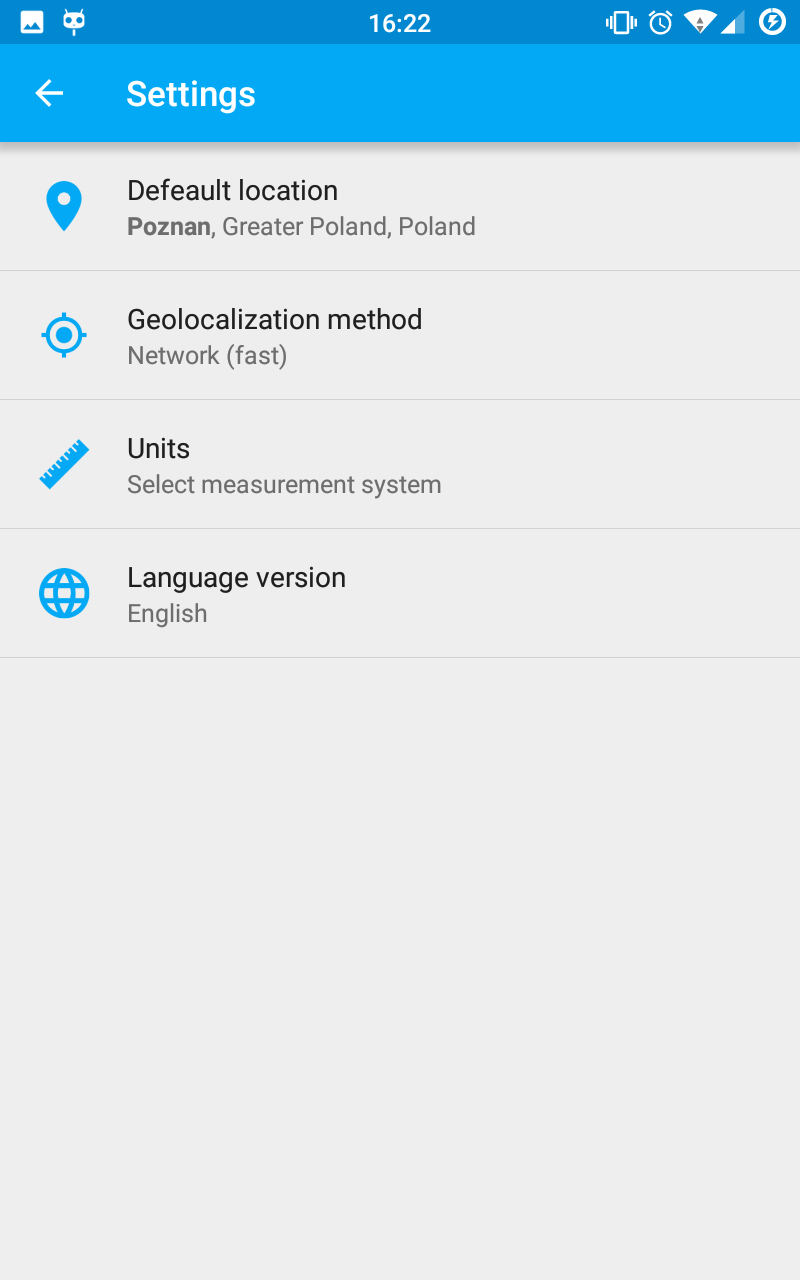 16:22
Settings
Defeault location
Poznan, Greater Poland, Poland
Geolocalization method
Network (fast)
Units
Select measurement system
Language version
English